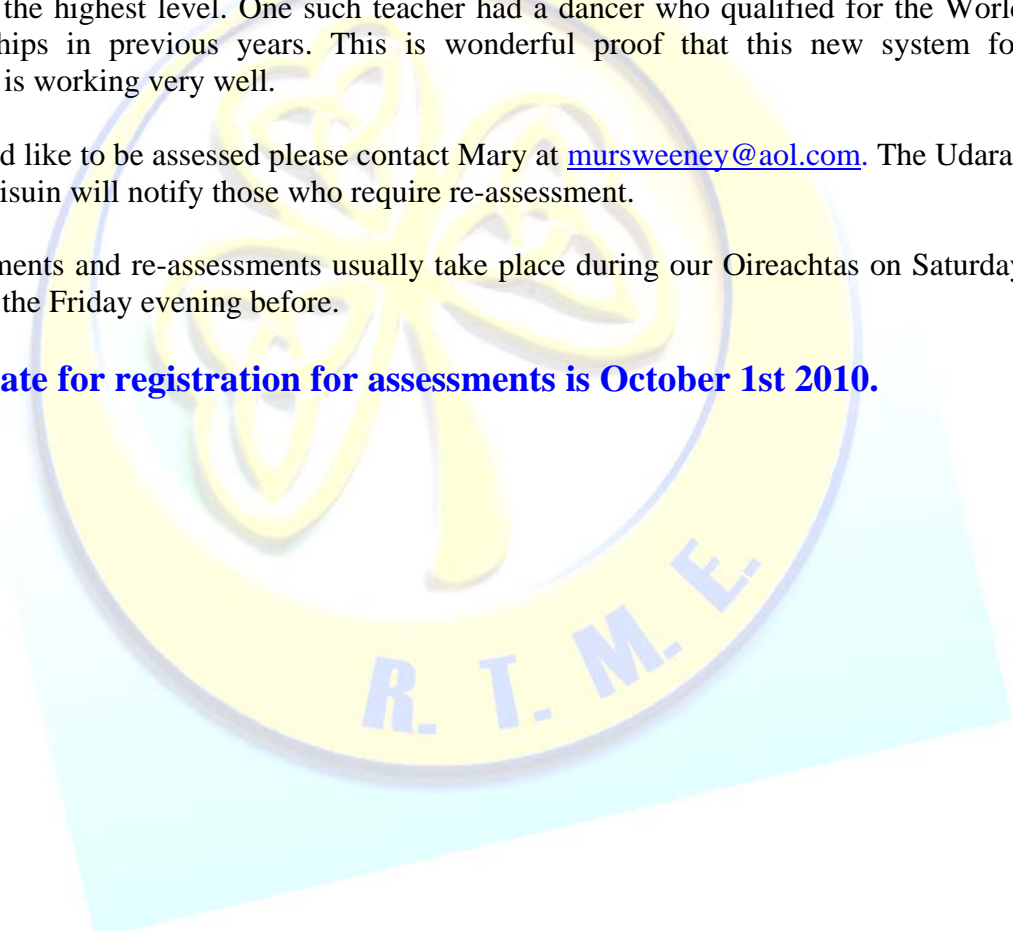 the highest level. One such teacher had a dancer who qualified for the World
hips in previous years. This is wonderful proof that this new system fo
is working very well.
d like to be assessed please contact Mary at mursweeney@aol.com. The Udara
isuin will notify those who require re-assessment.
ments and re-assessments usually take place during our Oireachtas on Saturday
the Friday evening before.
ate for registration for assessments is October 1st 2010.
R. T. M. E.